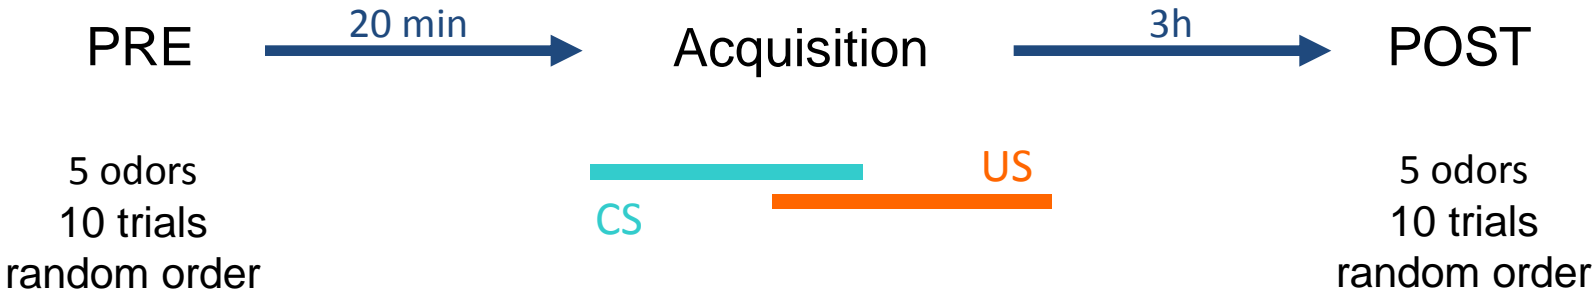 PRE
20 min
Acquisition
3h
POST
5 odors
10 trials
random order
CS
US
5 odors
10 trials
random order